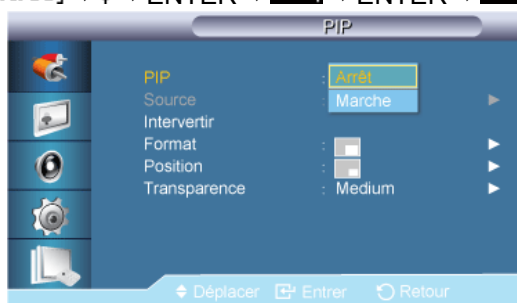 → ENTER → → ENTER →
PIP
PIP : Arrêt
Source : Marche
Intervertir
Format :
Position :
Transparence : Medium
Déplacer Entrer Retour